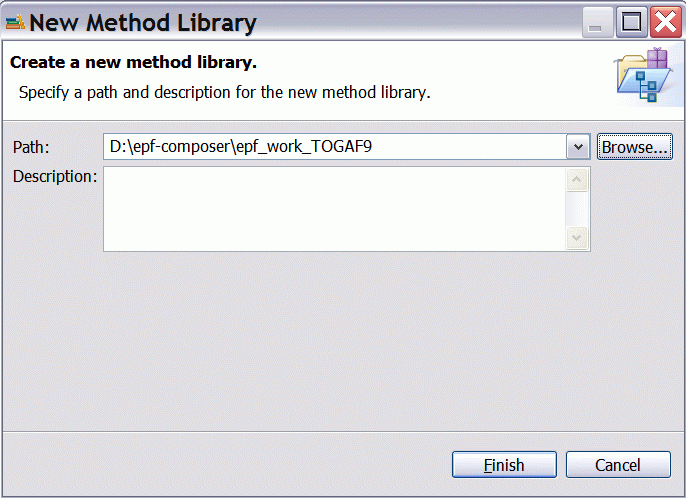 New Method Library
Create a new method library.
Specify a path and description for the new method library.
Path:
D:\epf-composer\epf_work_TOGAF9
Browse...
Description:
Finish
Cancel